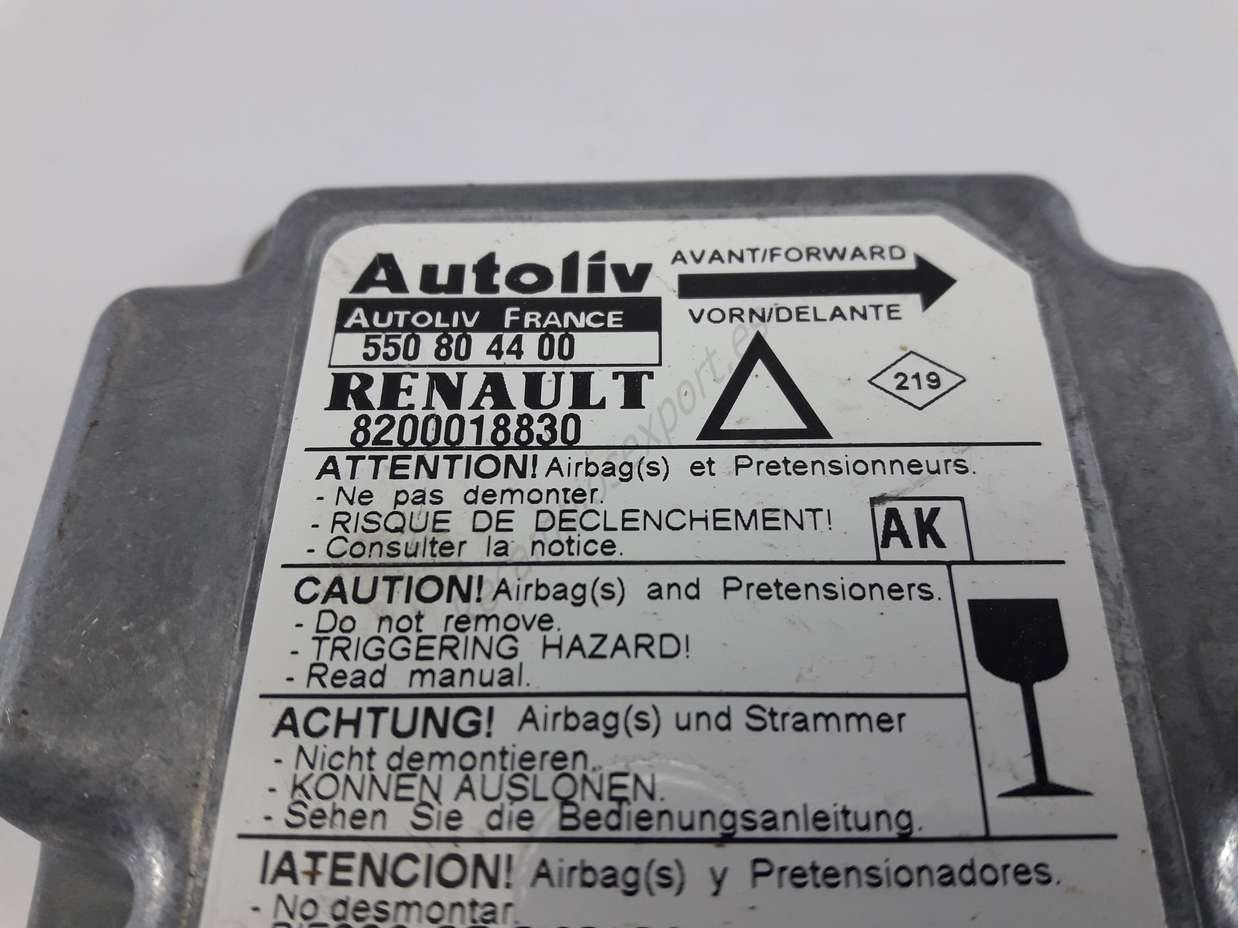 Autoliv
AVANT/FORWARD
AUTOLIV FRANCE
VORN/DELANTE
550 80 44 00
219
RENAULT
8200018830
ATTENTION! Airbag(s) et Pretensionneurs.
- Ne pas demonter.
- RISQUE DE DECLENCHEMENT!
- Consulter la notice.
AK
CAUTION! Airbag(s) and Pretensioners.
- Do not remove.
- TRIGGERING HAZARD!
- Read manual.
ACHTUNG! Airbag(s) und Strammer
- Nicht demontieren.
- KONNEN AUSLONEN.
- Sehen Sie die Bedienungsanleitung.
IATENCION! Airbag(s) y Pretensionadores.
- No desmontar.